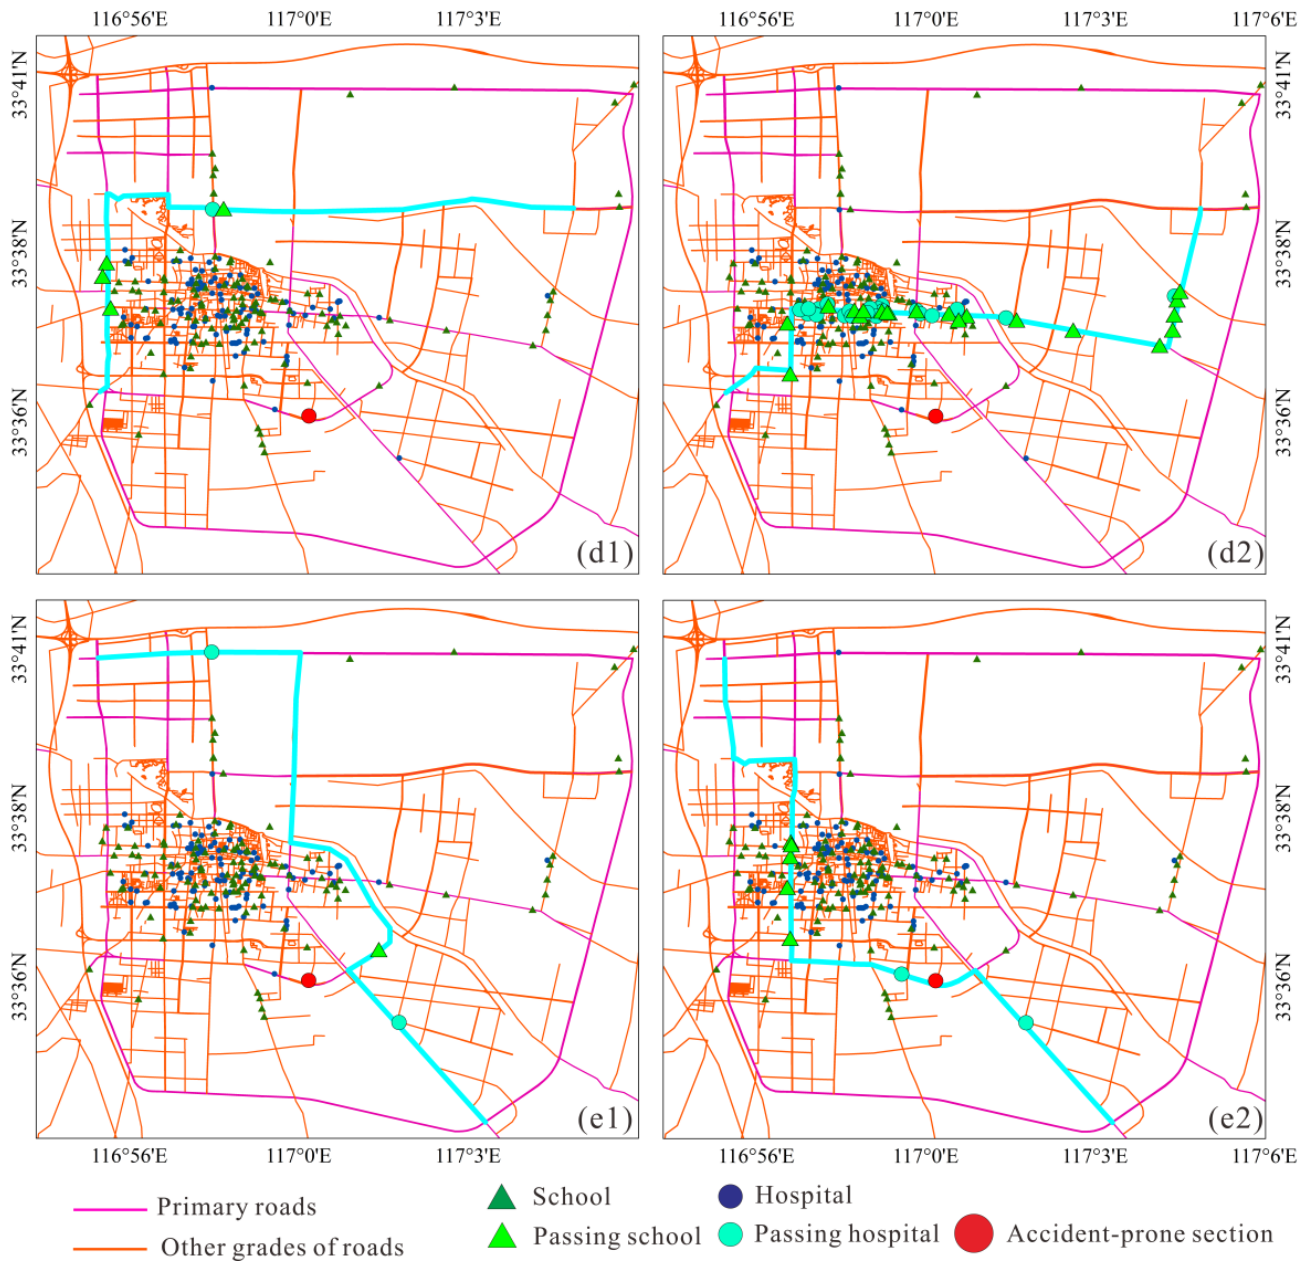 116°56'E 117°0'E 117°3'E 116°56'E 117°0'E 117°3'E 117°6'E
33°41'N 33°41'N
33°38'N 33°38'N
33°36'N 33°36'N
(d1) (d2)
33°41'N 33°41'N
33°38'N 33°38'N
33°36'N 33°36'N
(e1) (e2)
116°56'E 117°0'E 117°3'E 116°56'E 117°0'E 117°3'E 117°6'E
Primary roads School Hospital
Other grades of roads Passing school Passing hospital Accident-prone section